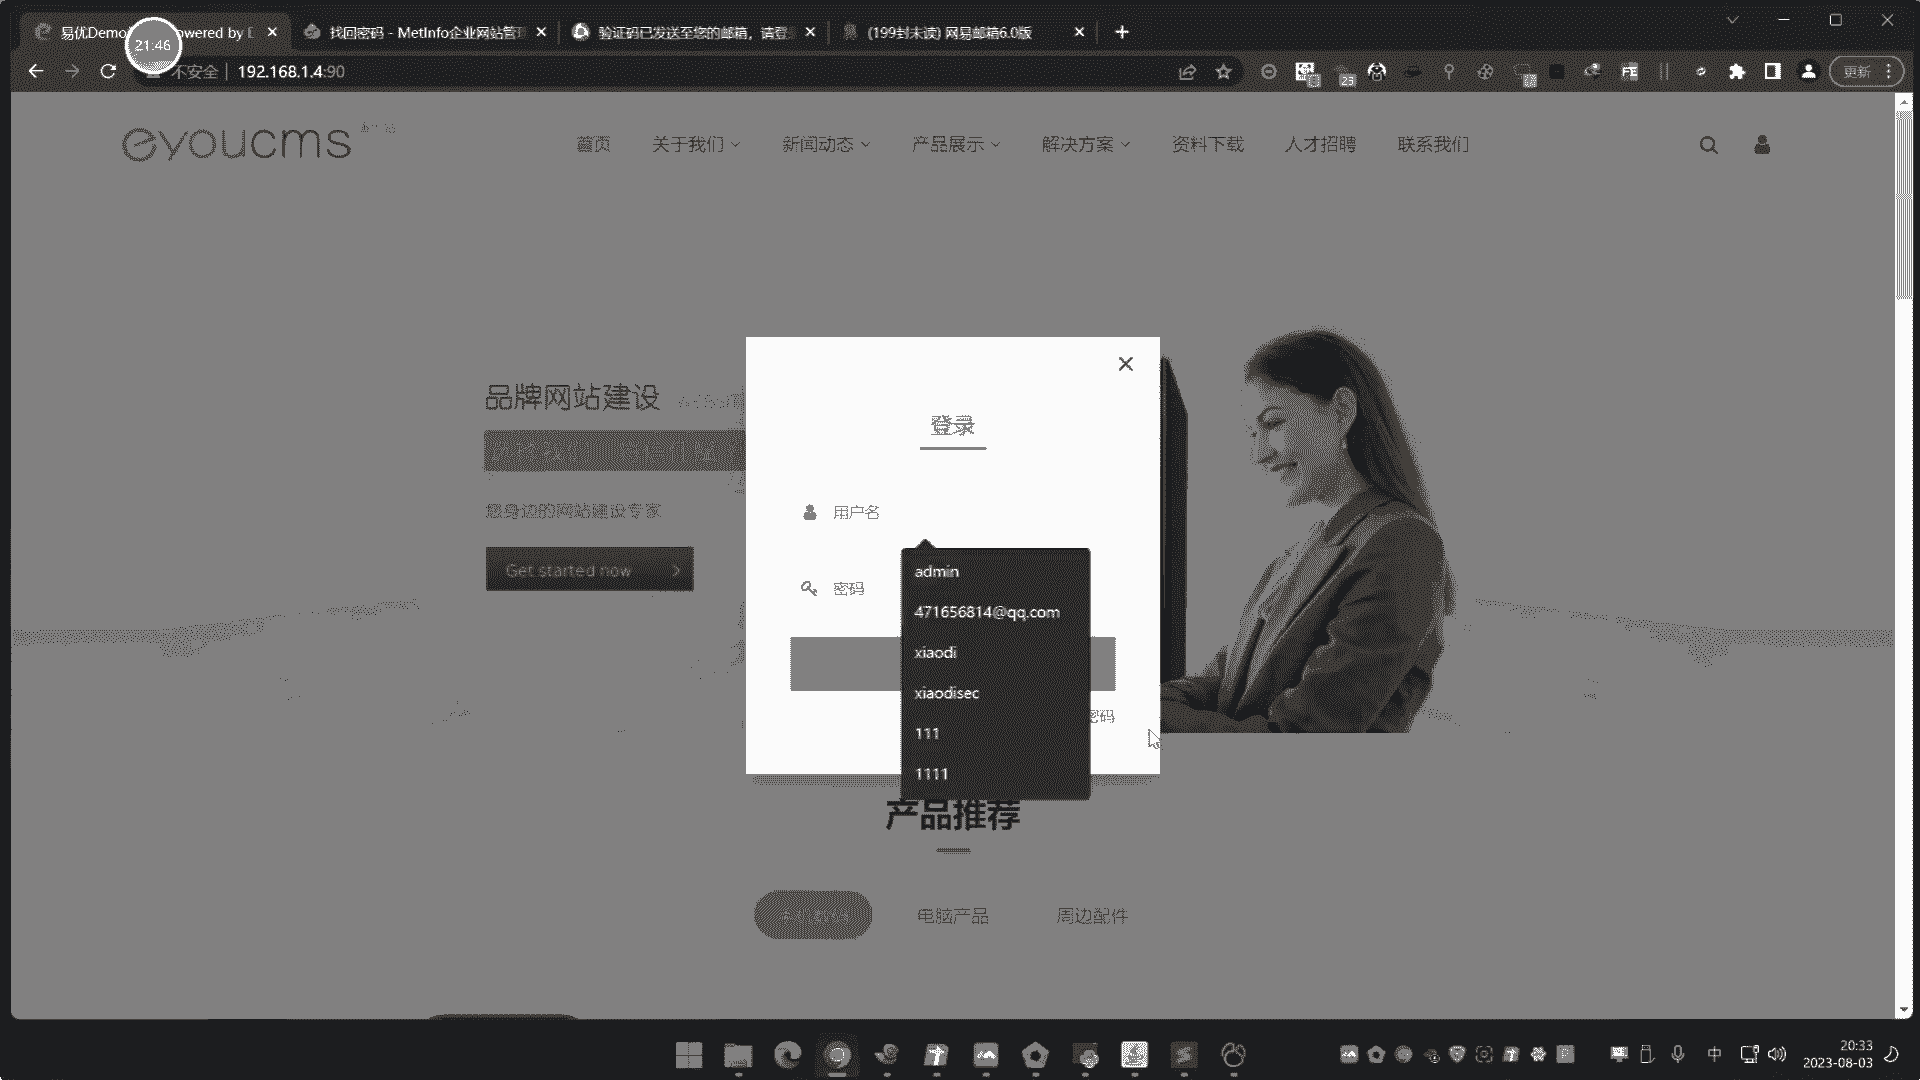 易优Demo
owered by
找回密码 - MetInfo企业网站管
验证码已发送至您的邮箱，请登
(199封未读) 网易邮箱6.0版
21:46
不安全
192.168.1.4:90
23
FE
更新
eyoucms
首页
关于我们
新闻动态
产品展示
解决方案
资料下载
人才招聘
联系我们
品牌网站建设
您身边的网站建设专家
Get started now
登录
用户名
密码
admin
471656814@qq.com
xiaodi
xiaodisec
111
密码
1111
产品推荐
电脑产品
周边配件
中
20:33
2023-08-03